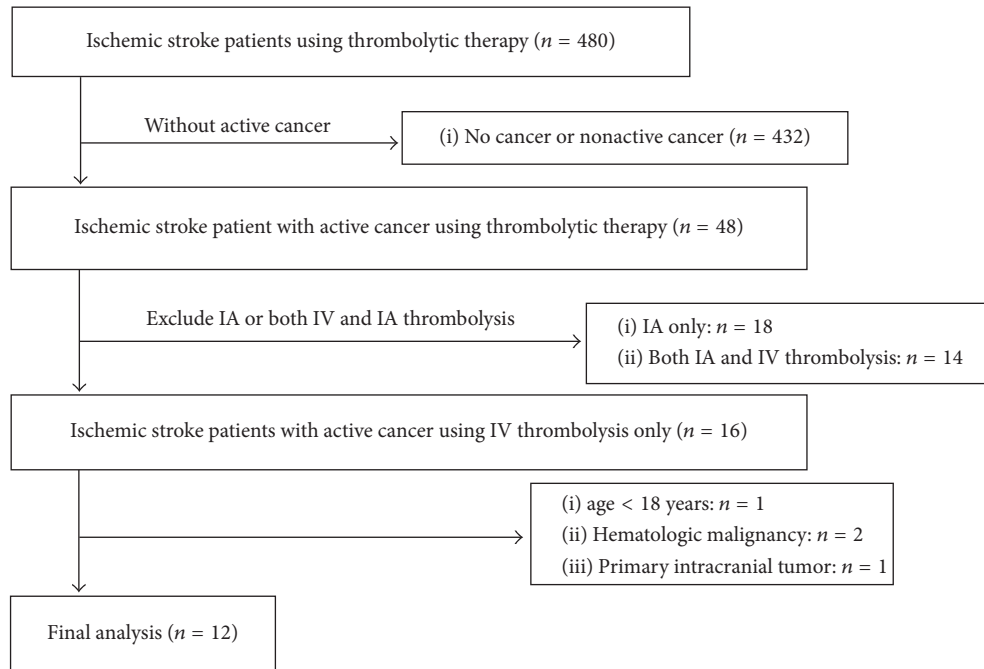 Ischemic stroke patients using thrombolytic therapy (n = 480)
Without active cancer
(i) No cancer or nonactive cancer (n = 432)
Ischemic stroke patient with active cancer using thrombolytic therapy (n = 48)
Exclude IA or both IV and IA thrombolysis
(i) IA only: n = 18
(ii) Both IA and IV thrombolysis: n = 14
Ischemic stroke patients with active cancer using IV thrombolysis only (n = 16)
(i) age < 18 years: n = 1
(ii) Hematologic malignancy: n = 2
(iii) Primary intracranial tumor: n = 1
Final analysis (n = 12)